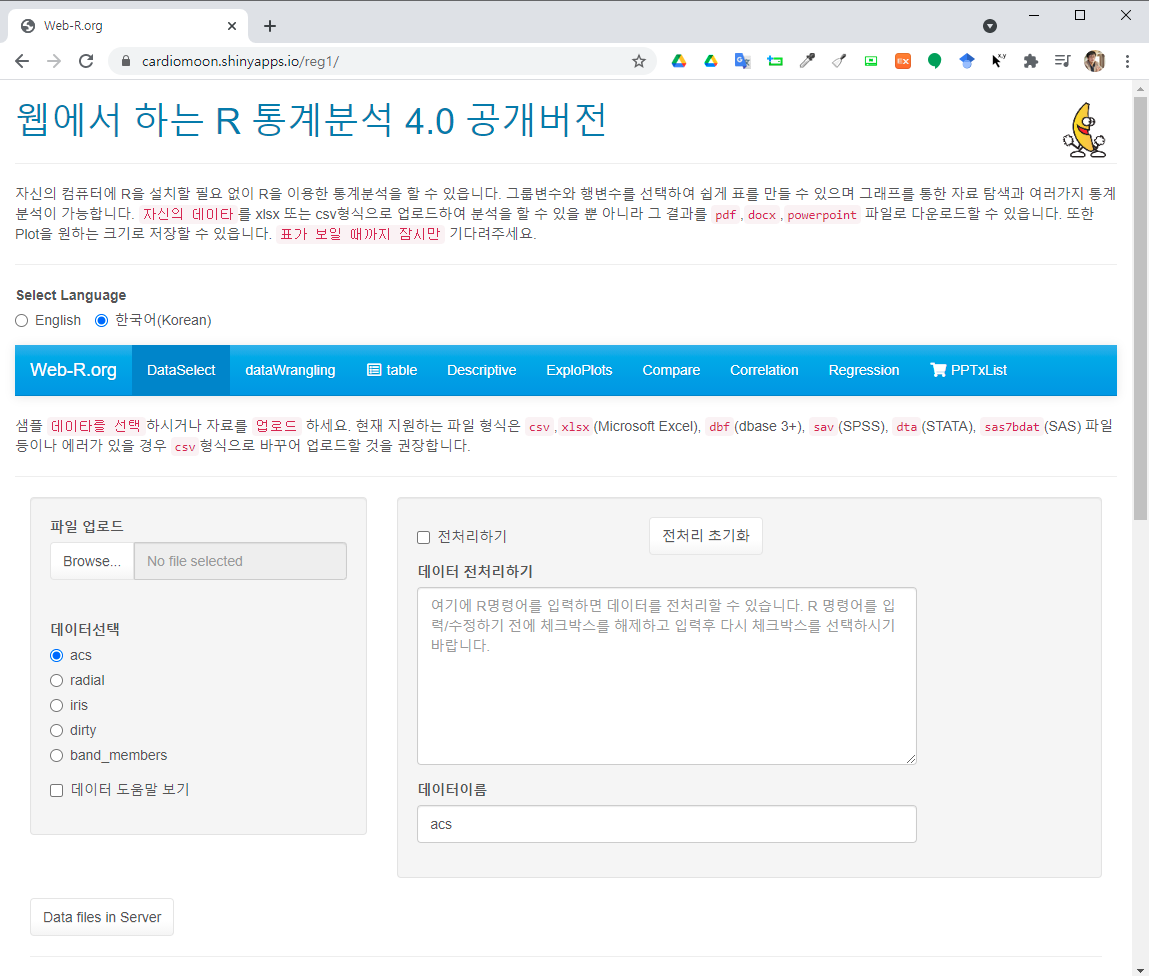 Web-R.org
cardiomoon.shinyapps.io/reg1/
웹에서 하는 R 통계분석 4.0 공개버전
자신의 컴퓨터에 R을 설치할 필요 없이 R을 이용한 통계분석을 할 수 있읍니다. 그룹변수와 행변수를 선택하여 쉽게 표를 만들 수 있으며 그래프를 통한 자료 탐색과 여러가지 통계
분석이 가능합니다. 자신의 데이타 를 xlsx 또는 csv형식으로 업로드하여 분석을 할 수 있을 뿐 아니라 그 결과를 pdf , docx , powerpoint 파일로 다운로드할 수 있읍니다. 또한
Plot을 원하는 크기로 저장할 수 있읍니다. 표가 보일 때까지 잠시만 기다려주세요.
Select Language
English 한국어(Korean)
Web-R.org DataSelect dataWrangling table Descriptive ExploPlots Compare Correlation Regression PPTxList
샘플 데이타를 선택 하시거나 자료를 업로드 하세요. 현재 지원하는 파일 형식은 csv , xlsx (Microsoft Excel), dbf (dbase 3+), sav (SPSS), dta (STATA), sas7bdat (SAS) 파일
등이나 에러가 있을 경우 csv 형식으로 바꾸어 업로드할 것을 권장합니다.
파일 업로드
Browse... No file selected
데이터선택
acs
radial
iris
dirty
band_members
데이터 도움말 보기
전처리하기 전처리 초기화
데이터 전처리하기
여기에 R명령어를 입력하면 데이터를 전처리할 수 있습니다. R 명령어를 입
력/수정하기 전에 체크박스를 해제하고 입력후 다시 체크박스를 선택하시기
바랍니다.
데이터이름
acs
Data files in Server